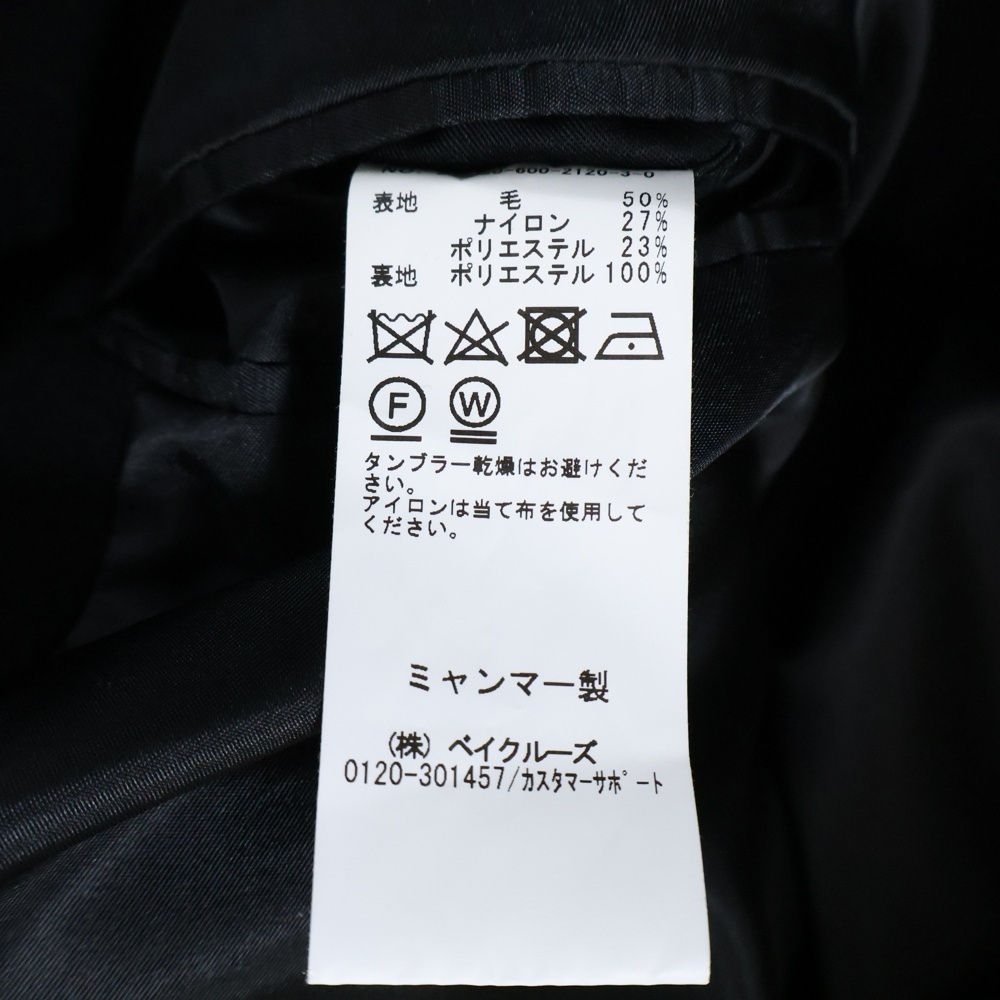 600-2120-3-0
表地 毛 50%
ナイロン 27%
ポリエステル 23%
裏地 ポリエステル 100%
F W
タンブラー乾燥はお避けくだ
さい。
アイロンは当て布を使用して
ください。
ミャンマー製
(株) ベイクルーズ
0120-301457/カスタマーサポート